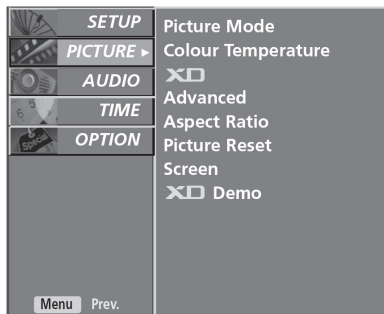 SETUP
PICTURE ►
AUDIO
TIME
OPTION
Picture Mode
Colour Temperature
XD
Advanced
Aspect Ratio
Picture Reset
Screen
XD Demo
Special
Menu Prev.